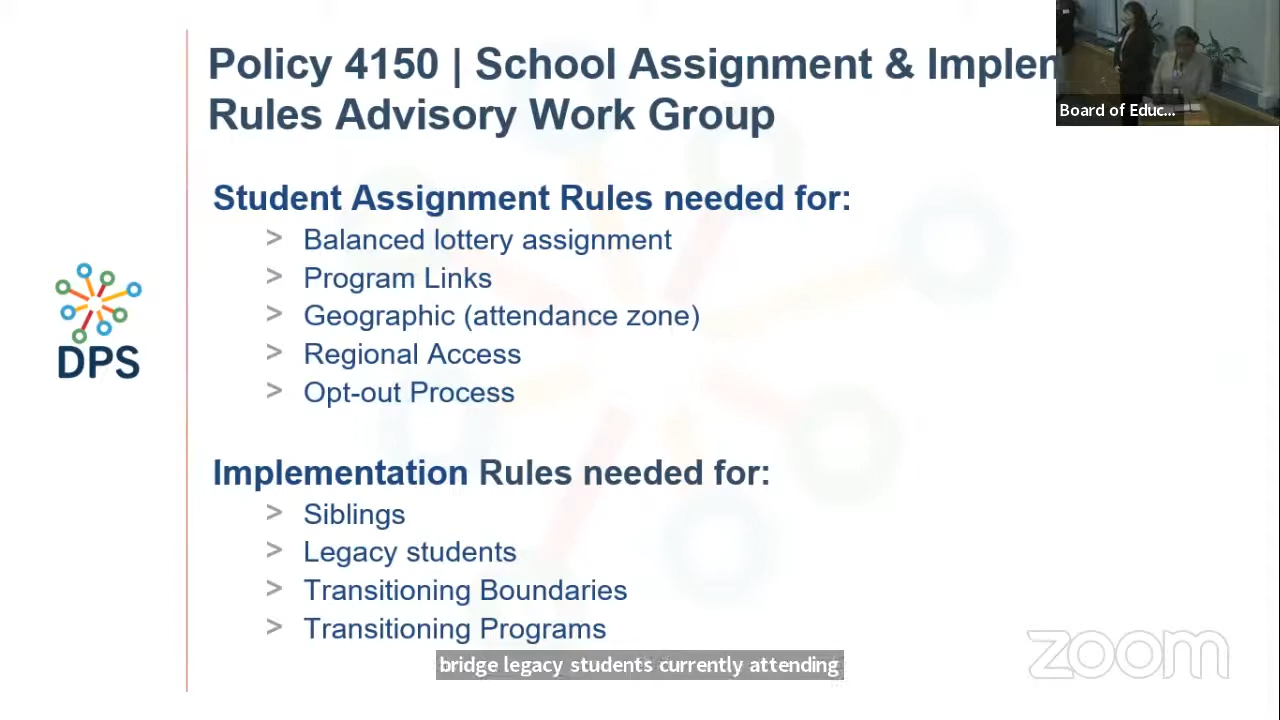 Policy 4150 | School Assignment & Implen
Rules Advisory Work Group
Board of Educ...
Student Assignment Rules needed for:
> Balanced lottery assignment
> Program Links
> Geographic (attendance zone)
> Regional Access
> Opt-out Process
DPS
Implementation Rules needed for:
> Siblings
> Legacy students
> Transitioning Boundaries
> Transitioning Programs
zoom
bridge legacy students currently attending